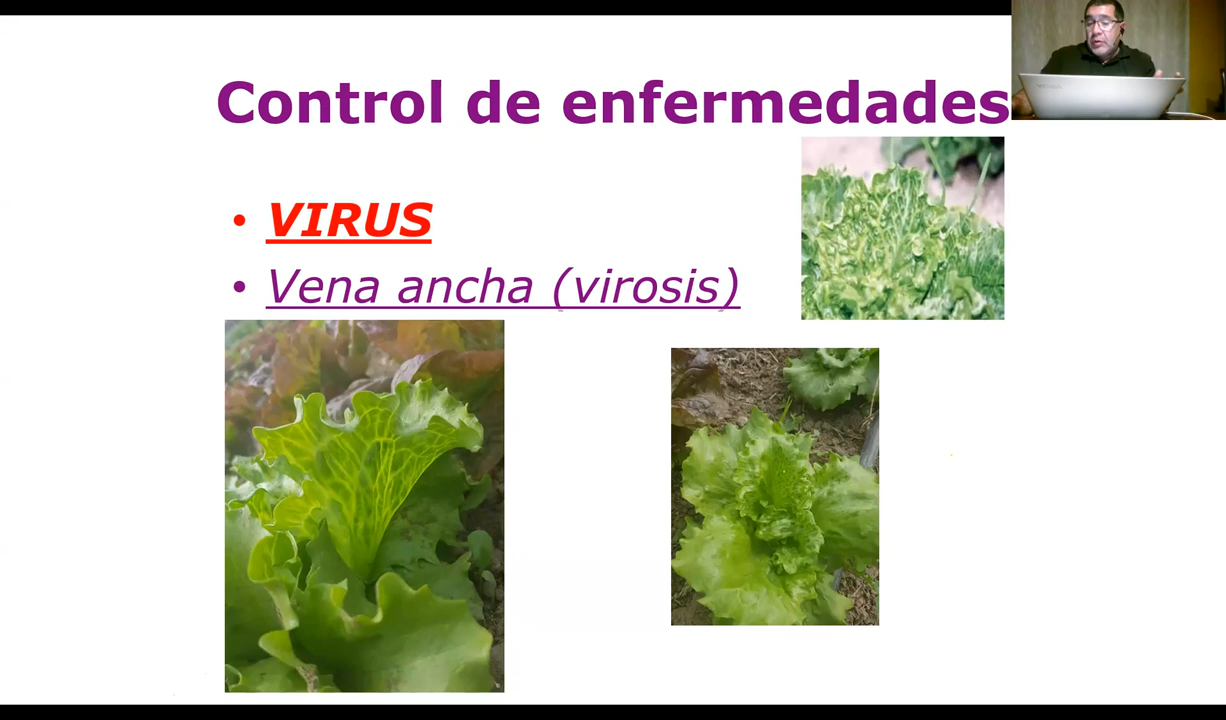 Control de enfermedades
• VIRUS
• Vena ancha (virosis)